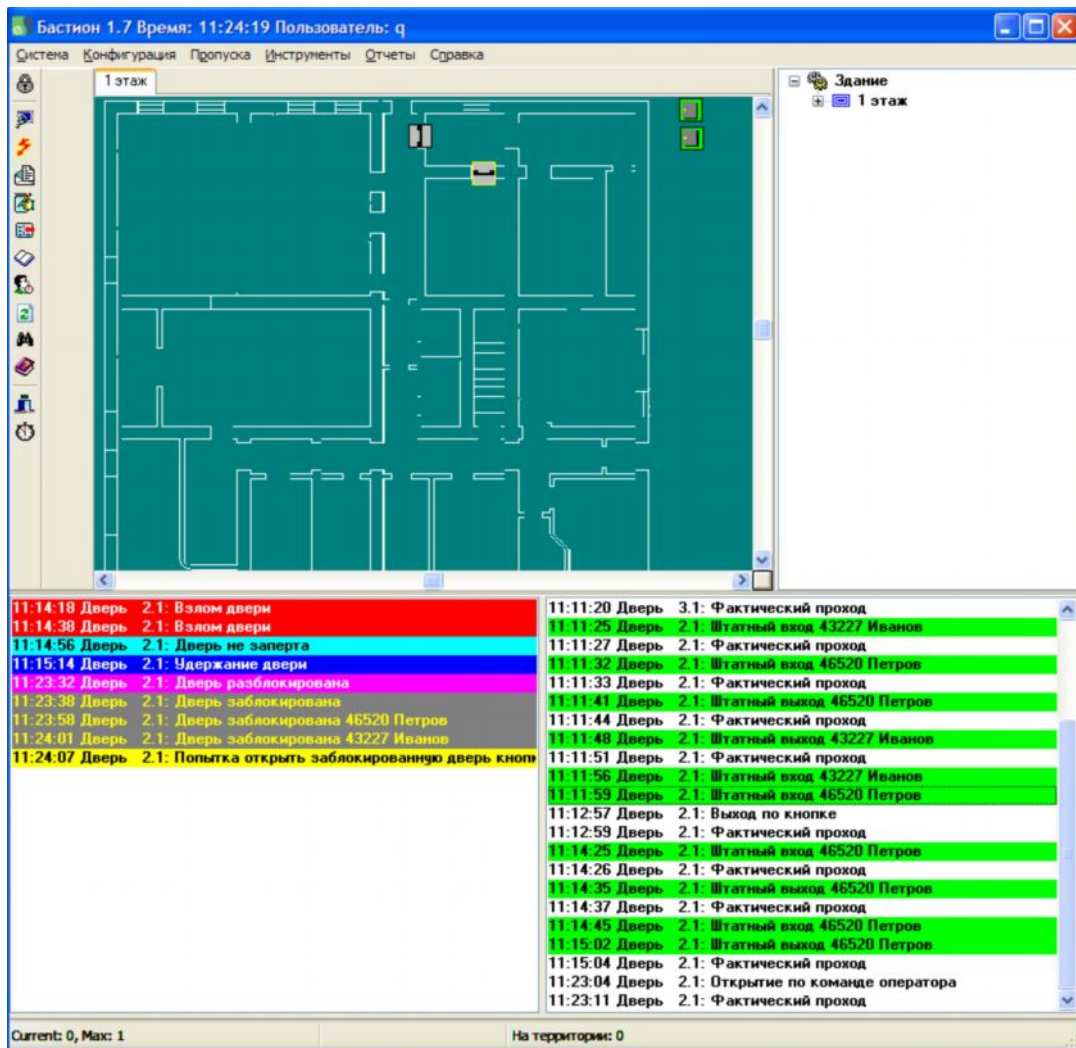 Бастион 1.7 Время: 11:24:19 Пользователь: q
Система Конфигурация Пропуска Инструменты Отчеты Справка
1 этаж
Здание
1 этаж
11:14:18 Дверь 2.1: Взлом двери
11:14:38 Дверь 2.1: Взлом двери
11:14:56 Дверь 2.1: Дверь не заперта
11:15:14 Дверь 2.1: Удержание двери
11:23:32 Дверь 2.1: Дверь разблокирована
11:23:38 Дверь 2.1: Дверь заблокирована
11:23:58 Дверь 2.1: Дверь заблокирована 46520 Петров
11:24:01 Дверь 2.1: Дверь заблокирована 43227 Иванов
11:24:07 Дверь 2.1: Попытка открыть заблокированную дверь кнопк
11:11:20 Дверь 3.1: Фактический проход
11:11:25 Дверь 2.1: Штатный вход 43227 Иванов
11:11:27 Дверь 2.1: Фактический проход
11:11:32 Дверь 2.1: Штатный вход 46520 Петров
11:11:33 Дверь 2.1: Фактический проход
11:11:41 Дверь 2.1: Штатный выход 46520 Петров
11:11:44 Дверь 2.1: Фактический проход
11:11:48 Дверь 2.1: Штатный выход 43227 Иванов
11:11:51 Дверь 2.1: Фактический проход
11:11:56 Дверь 2.1: Штатный вход 43227 Иванов
11:11:59 Дверь 2.1: Штатный вход 46520 Петров
11:12:57 Дверь 2.1: Выход по кнопке
11:12:59 Дверь 2.1: Фактический проход
11:14:25 Дверь 2.1: Штатный вход 46520 Петров
11:14:26 Дверь 2.1: Фактический проход
11:14:35 Дверь 2.1: Штатный выход 46520 Петров
11:14:37 Дверь 2.1: Фактический проход
11:14:45 Дверь 2.1: Штатный вход 46520 Петров
11:15:02 Дверь 2.1: Штатный выход 46520 Петров
11:15:04 Дверь 2.1: Фактический проход
11:23:04 Дверь 2.1: Открытие по команде оператора
11:23:11 Дверь 2.1: Фактический проход
Current: 0, Max: 1
На территории: 0